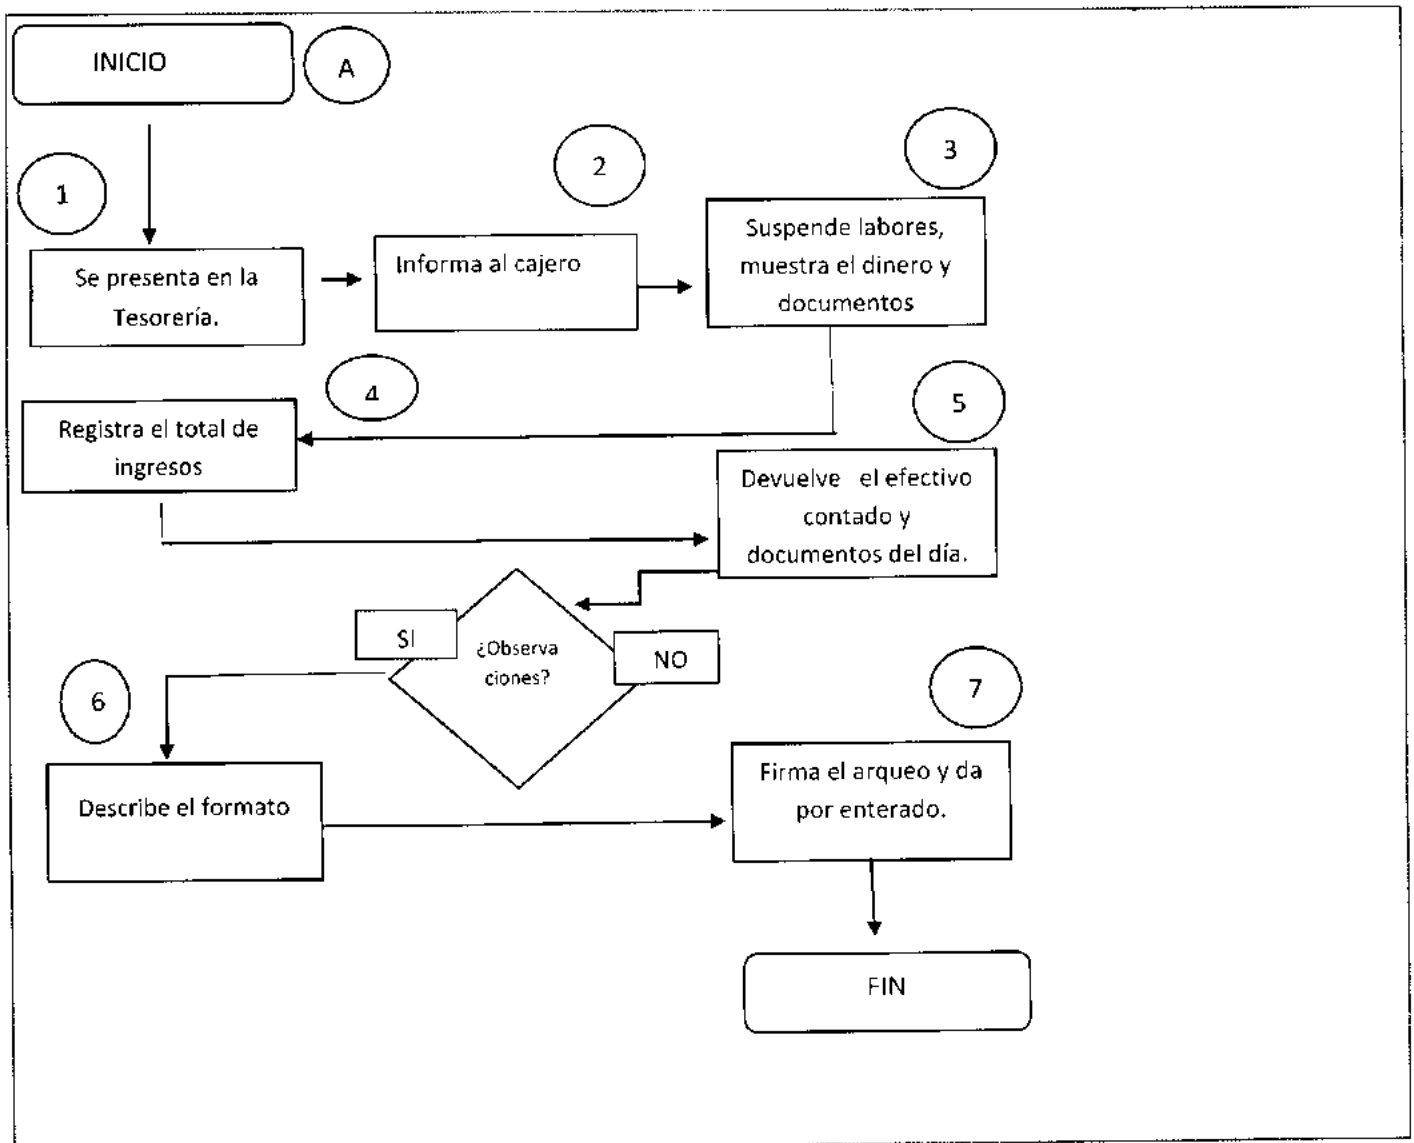 INICIO
A
1
Se presenta en la
Tesorería.
2
Informa al cajero
3
Suspende labores,
muestra el dinero y
documentos
4
Registra el total de
ingresos
5
Devuelve el efectivo
contado y
documentos del día.
¿Observa
ciones?
SI
NO
6
Describe el formato
7
Firma el arqueo y da
por enterado.
FIN